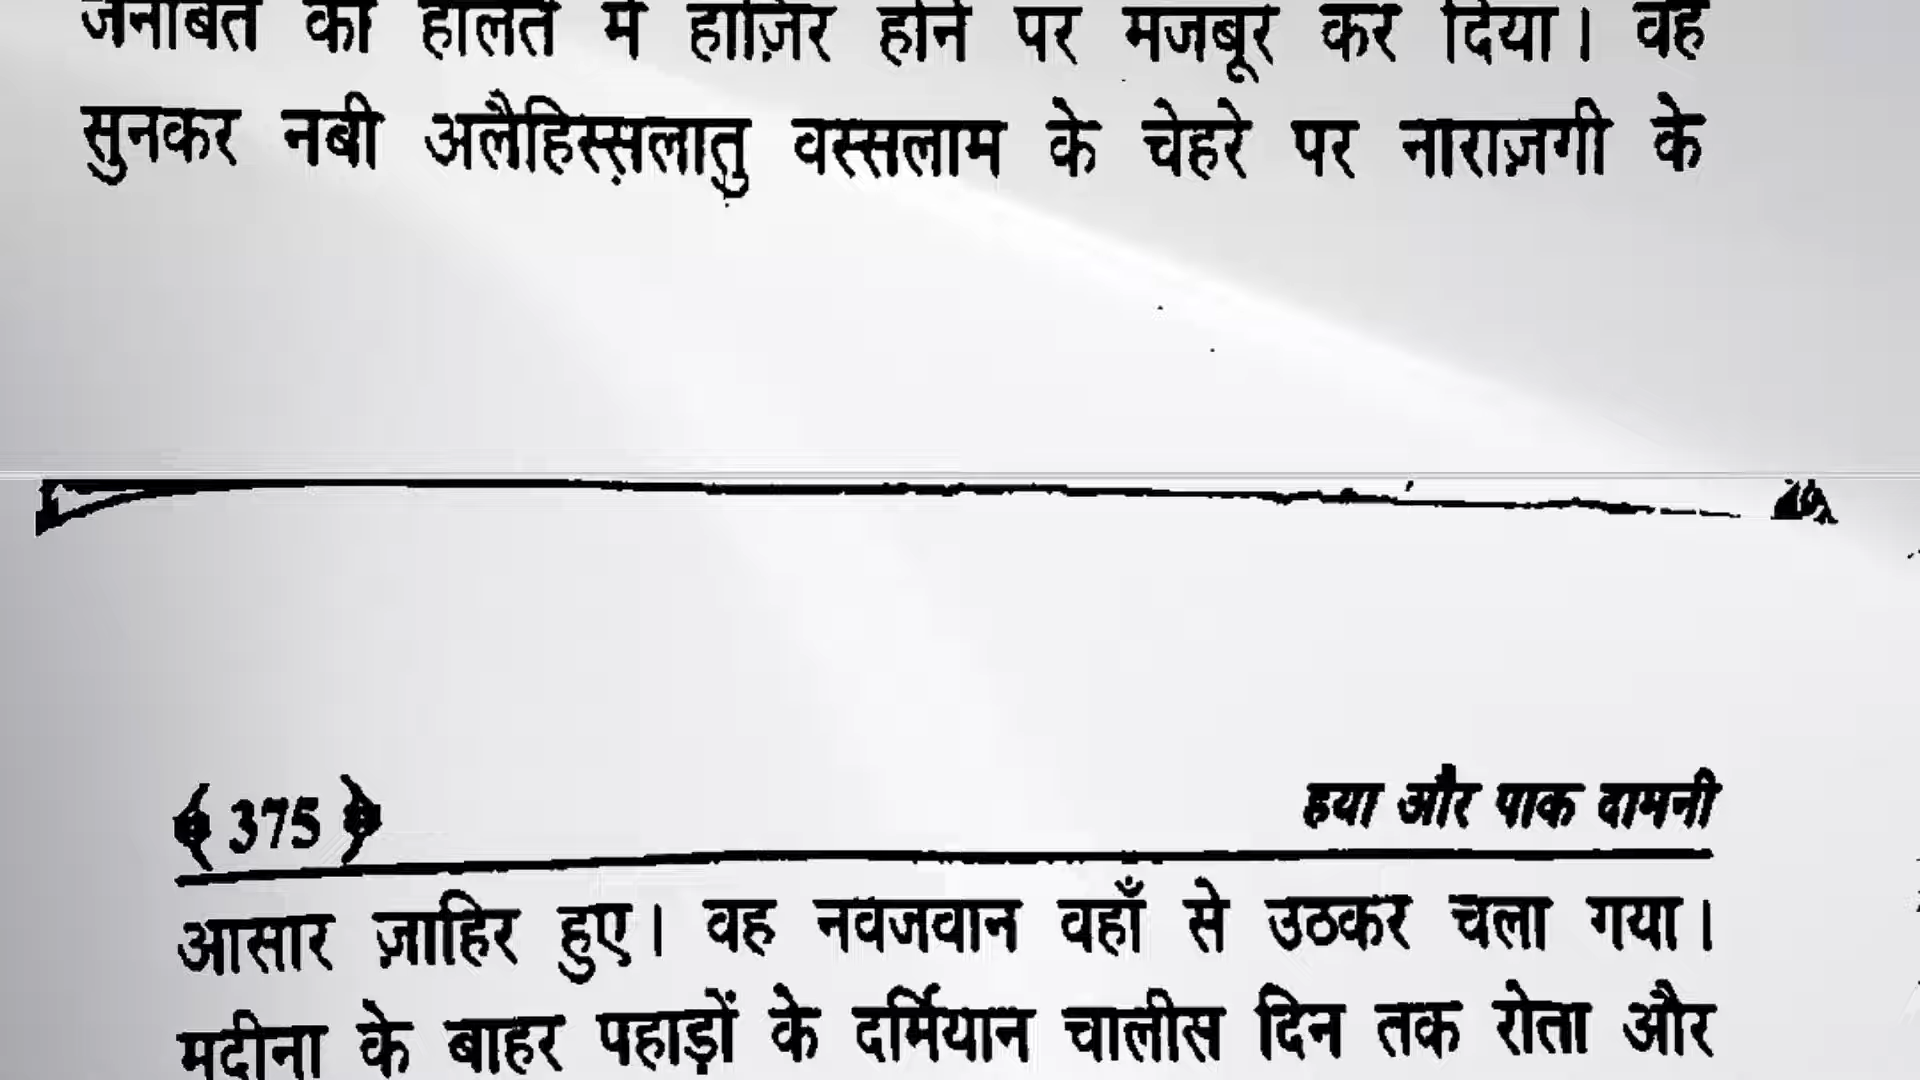 जनाबत की हालत में हाज़िर होने पर मजबूर कर दिया। वह
सुनकर नबी अलैहिस्स़लातु वस्सलाम के चेहरे पर नाराज़गी के
375
हया और पाक दामनी
आसार ज़ाहिर हुए। वह नवजवान वहाँ से उठकर चला गया।
मदीना के बाहर पहाड़ों के दर्मियान चालीस दिन तक रोता और